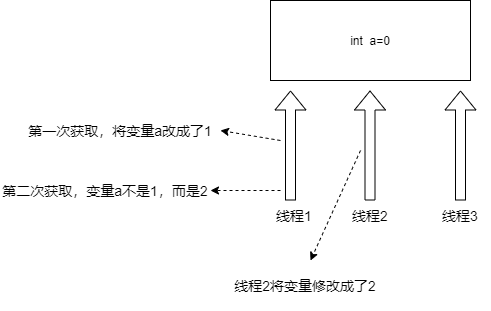 int a=0
第一次获取，将变量a改成了1
第二次获取，变量a不是1，而是2
线程1
线程2
线程3
线程2将变量修改成了2